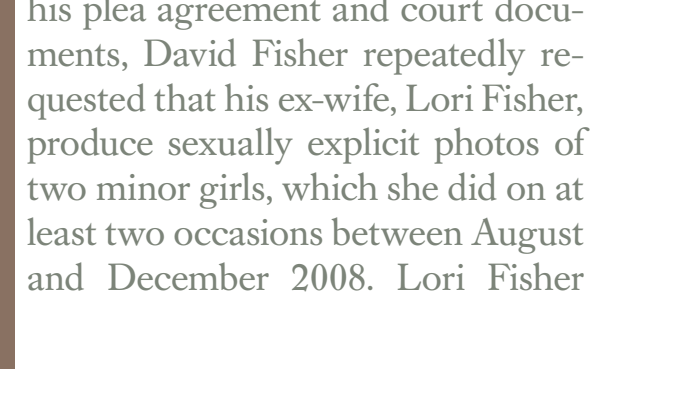 his plea agreement and court docu-
ments, David Fisher repeatedly re-
quested that his ex-wife, Lori Fisher,
produce sexually explicit photos of
two minor girls, which she did on at
least two occasions between August
and December 2008. Lori Fisher